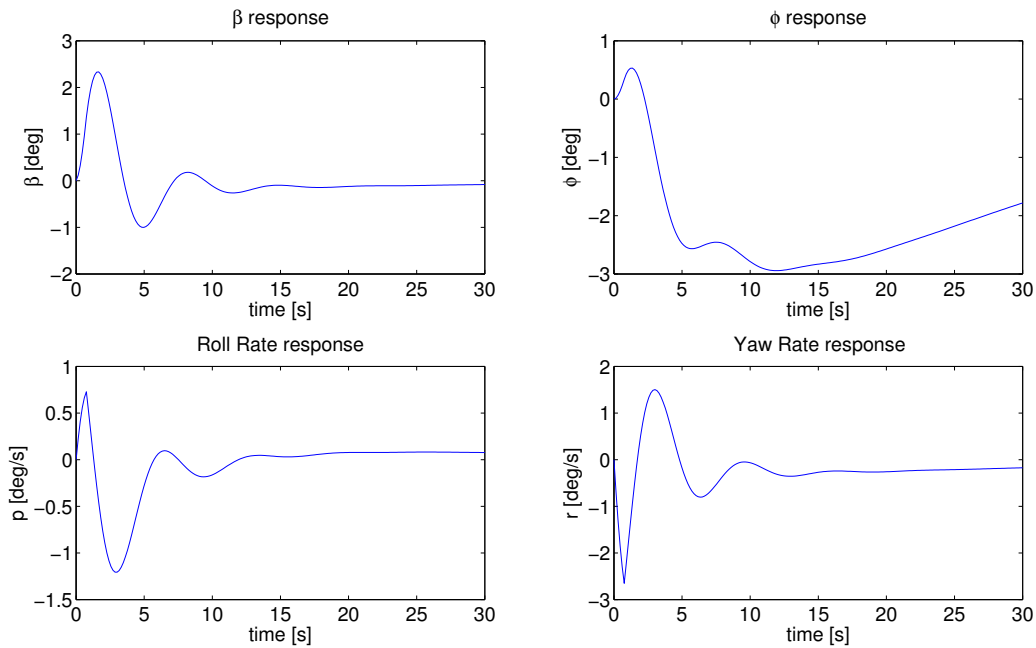 β response
3
2
1
0
−1
−2
β [deg]
0 5 10 15 20 25 30
time [s]
ϕ response
1
0
−1
−2
−3
ϕ [deg]
0 5 10 15 20 25 30
time [s]
Roll Rate response
1
0.5
0
−0.5
−1
−1.5
p [deg/s]
0 5 10 15 20 25 30
time [s]
Yaw Rate response
2
1
0
−1
−2
−3
r [deg/s]
0 5 10 15 20 25 30
time [s]